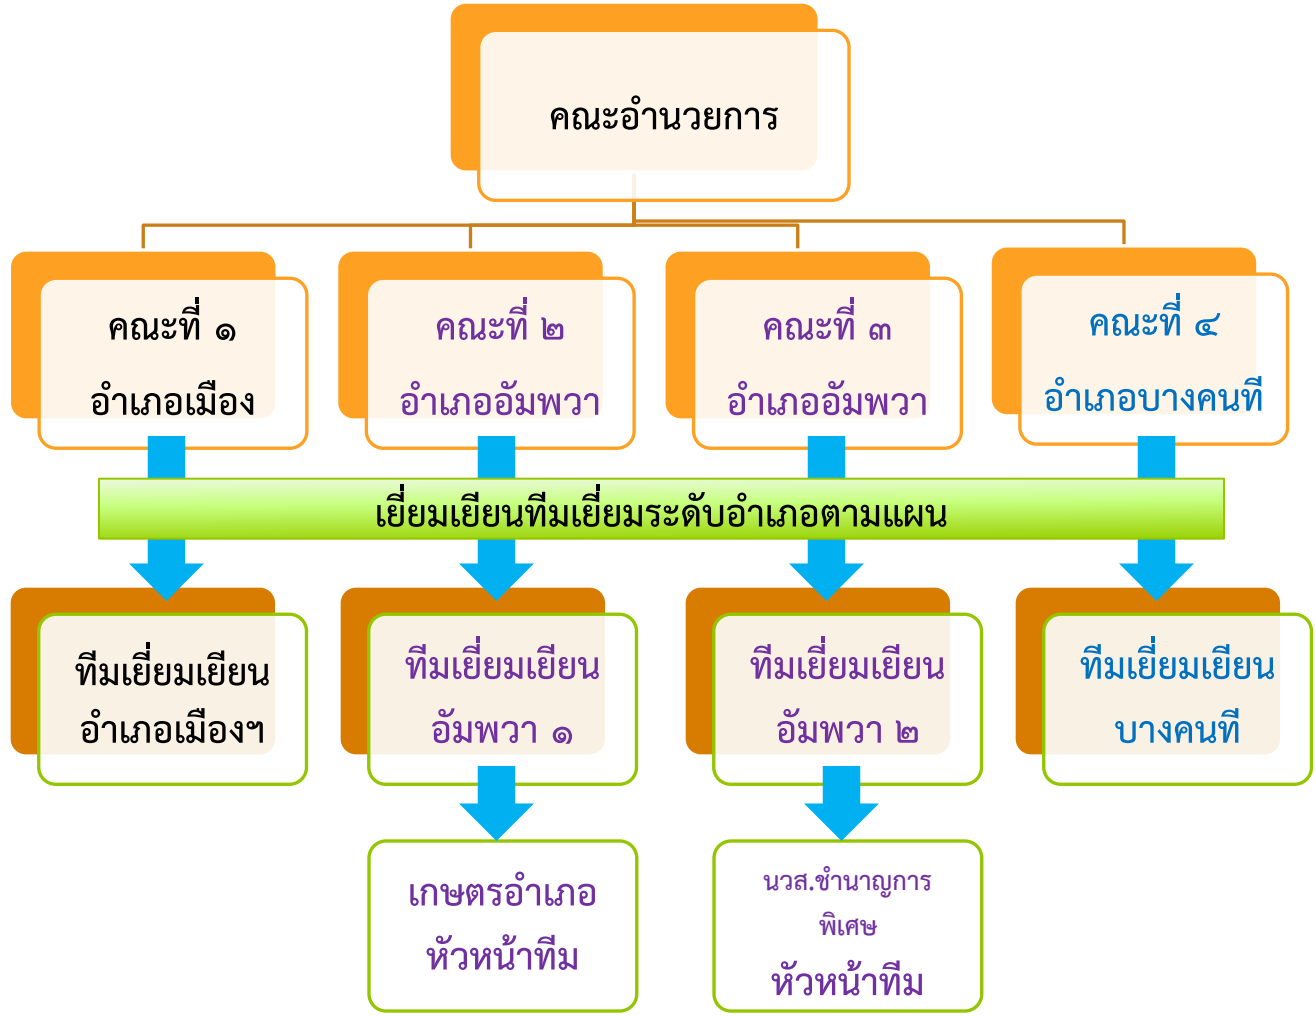 คณะอำนวยการ
คณะที่ ๑
อำเภอเมือง
คณะที่ ๒
อำเภออัมพวา
คณะที่ ๓
อำเภออัมพวา
คณะที่ ๔
อำเภอบางคนที
เยี่ยมเยียนทีมเยี่ยมระดับอำเภอตามแผน
ทีมเยี่ยมเยียน
อำเภอเมืองฯ
ทีมเยี่ยมเยียน
อัมพวา ๑
ทีมเยี่ยมเยียน
อัมพวา ๒
ทีมเยี่ยมเยียน
บางคนที
เกษตรอำเภอ
หัวหน้าทีม
นวส.ชำนาญการ
พิเศษ
หัวหน้าทีม